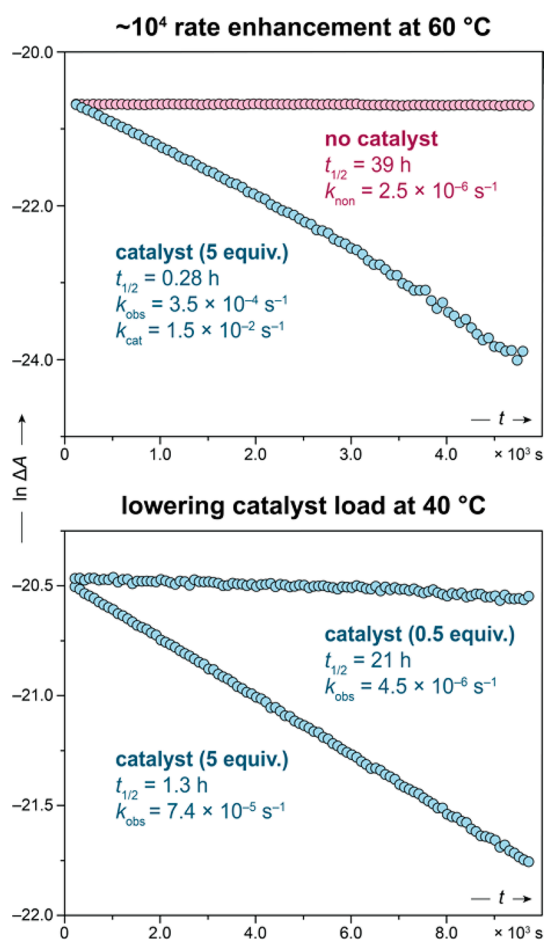 ~10⁴ rate enhancement at 60 °C
−20.0
−22.0
−24.0
no catalyst
t1/2 = 39 h
knon = 2.5 × 10⁻⁶ s⁻¹
catalyst (5 equiv.)
t1/2 = 0.28 h
kobs = 3.5 × 10⁻⁴ s⁻¹
kcat = 1.5 × 10⁻² s⁻¹
— t →
0 1.0 2.0 3.0 4.0 × 10³ s
— ln ΔA →
lowering catalyst load at 40 °C
−20.5
−21.0
−21.5
−22.0
catalyst (0.5 equiv.)
t1/2 = 21 h
kobs = 4.5 × 10⁻⁶ s⁻¹
catalyst (5 equiv.)
t1/2 = 1.3 h
kobs = 7.4 × 10⁻⁵ s⁻¹
— t →
0 2.0 4.0 6.0 8.0 × 10³ s